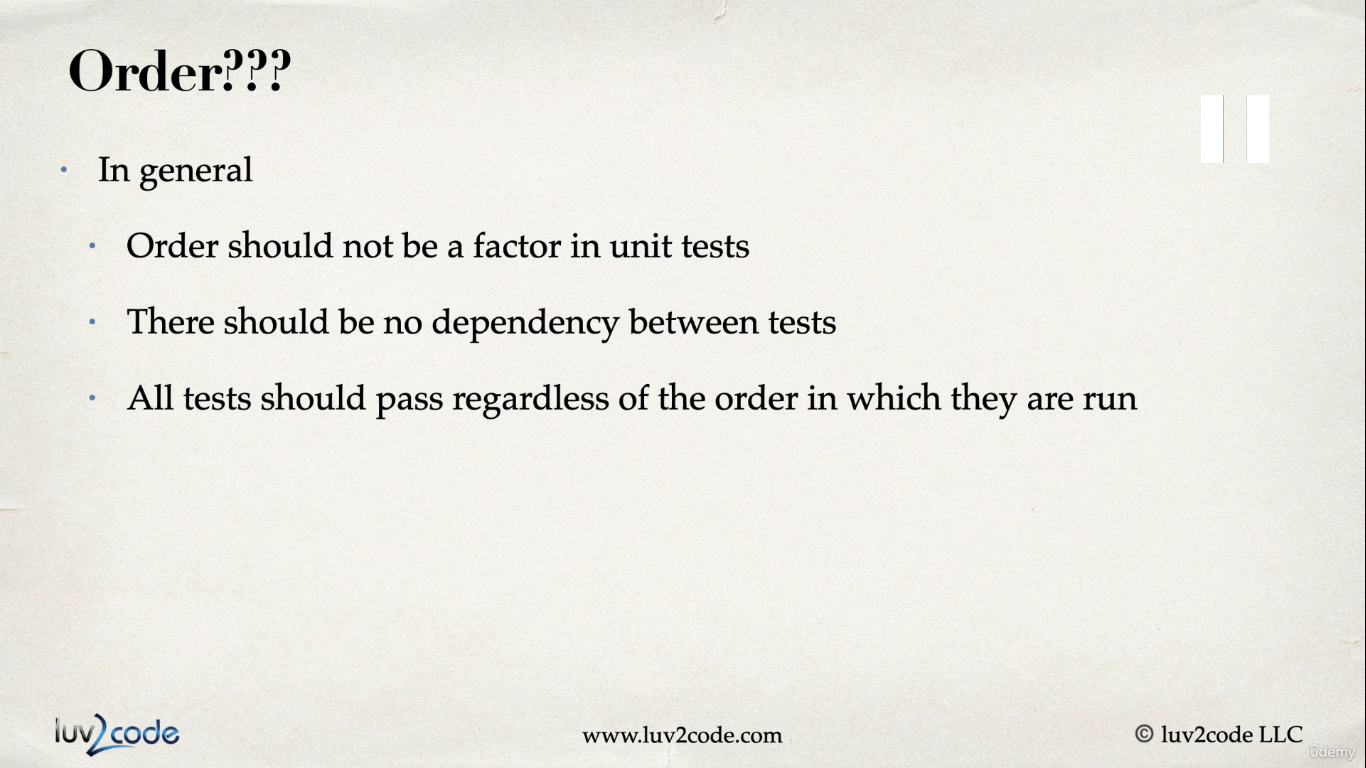 Order???
In general
Order should not be a factor in unit tests
There should be no dependency between tests
All tests should pass regardless of the order in which they are run
luv2code
www.luv2code.com
© luv2code LLC
ûdemy